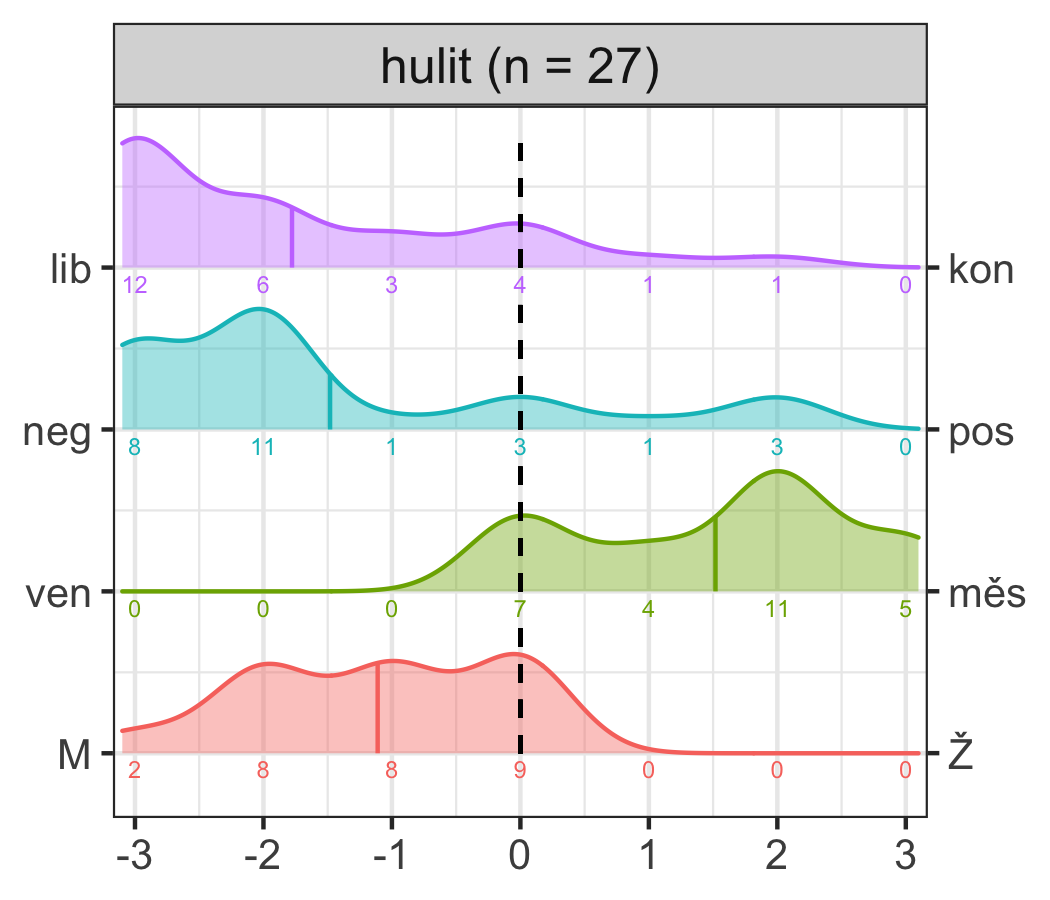 hulit (n = 27)
lib kon
12 6 3 4 1 1 0
neg pos
8 11 1 3 1 3 0
ven měs
0 0 0 7 4 11 5
M Ž
2 8 8 9 0 0 0
-3 -2 -1 0 1 2 3